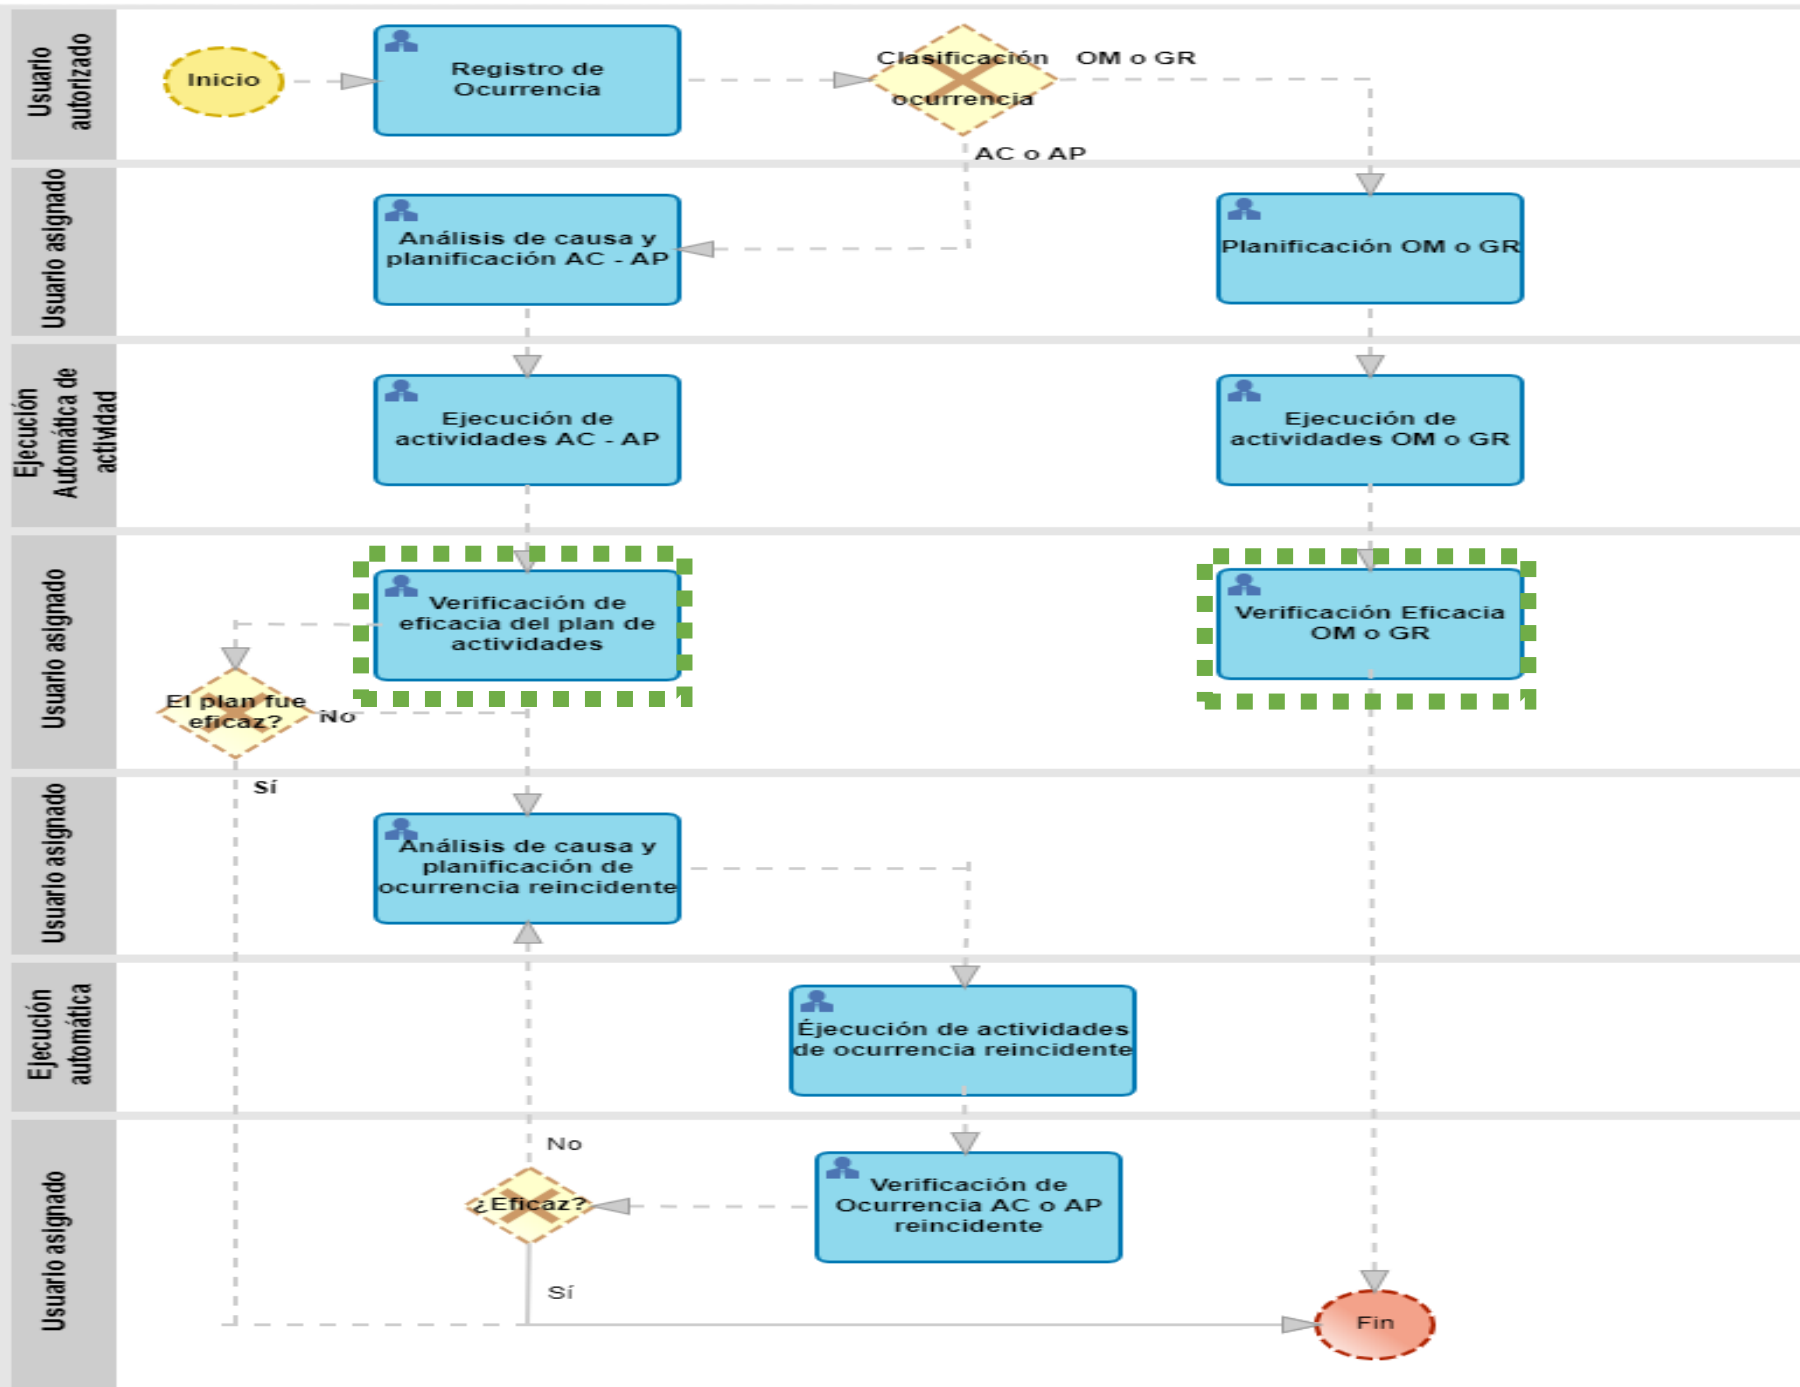 Usuario
autorizado
Inicio
Registro de
Ocurrencia
Clasificación
ocurrencia
OM o GR
AC o AP
Usuario asignado
Análisis de causa y
planificación AC - AP
Planificación OM o GR
Ejecución
Automática de
actividad
Ejecución de
actividades AC - AP
Ejecución de
actividades OM o GR
Usuario asignado
Verificación de
eficacia del plan de
actividades
Verificación Eficacia
OM o GR
El plan fue
eficaz?
No
Sí
Usuario asignado
Análisis de causa y
planificación de
ocurrencia reincidente
Ejecución
automática
Éjecución de actividades
de ocurrencia reincidente
Usuario asignado
No
¿Eficaz?
Verificación de
Ocurrencia AC o AP
reincidente
Sí
Fin